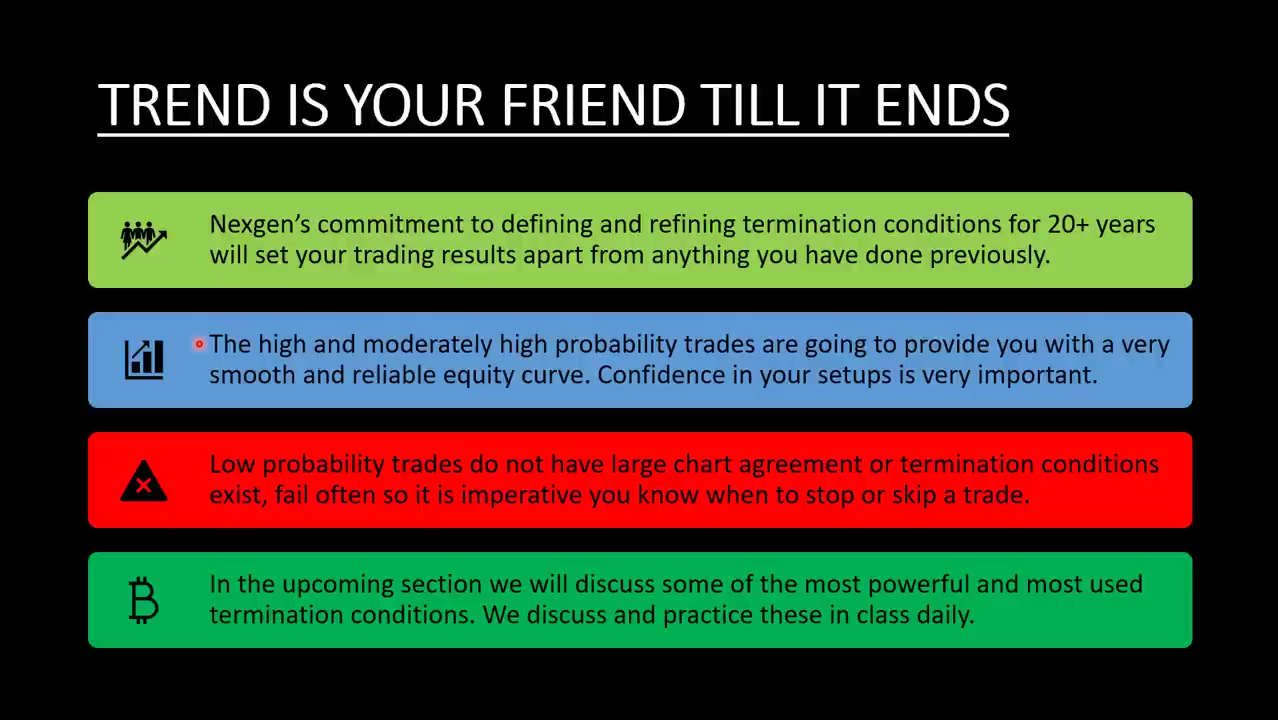 TREND IS YOUR FRIEND TILL IT ENDS
Nexgen’s commitment to defining and refining termination conditions for 20+ years
will set your trading results apart from anything you have done previously.
The high and moderately high probability trades are going to provide you with a very
smooth and reliable equity curve. Confidence in your setups is very important.
Low probability trades do not have large chart agreement or termination conditions
exist, fail often so it is imperative you know when to stop or skip a trade.
In the upcoming section we will discuss some of the most powerful and most used
termination conditions. We discuss and practice these in class daily.